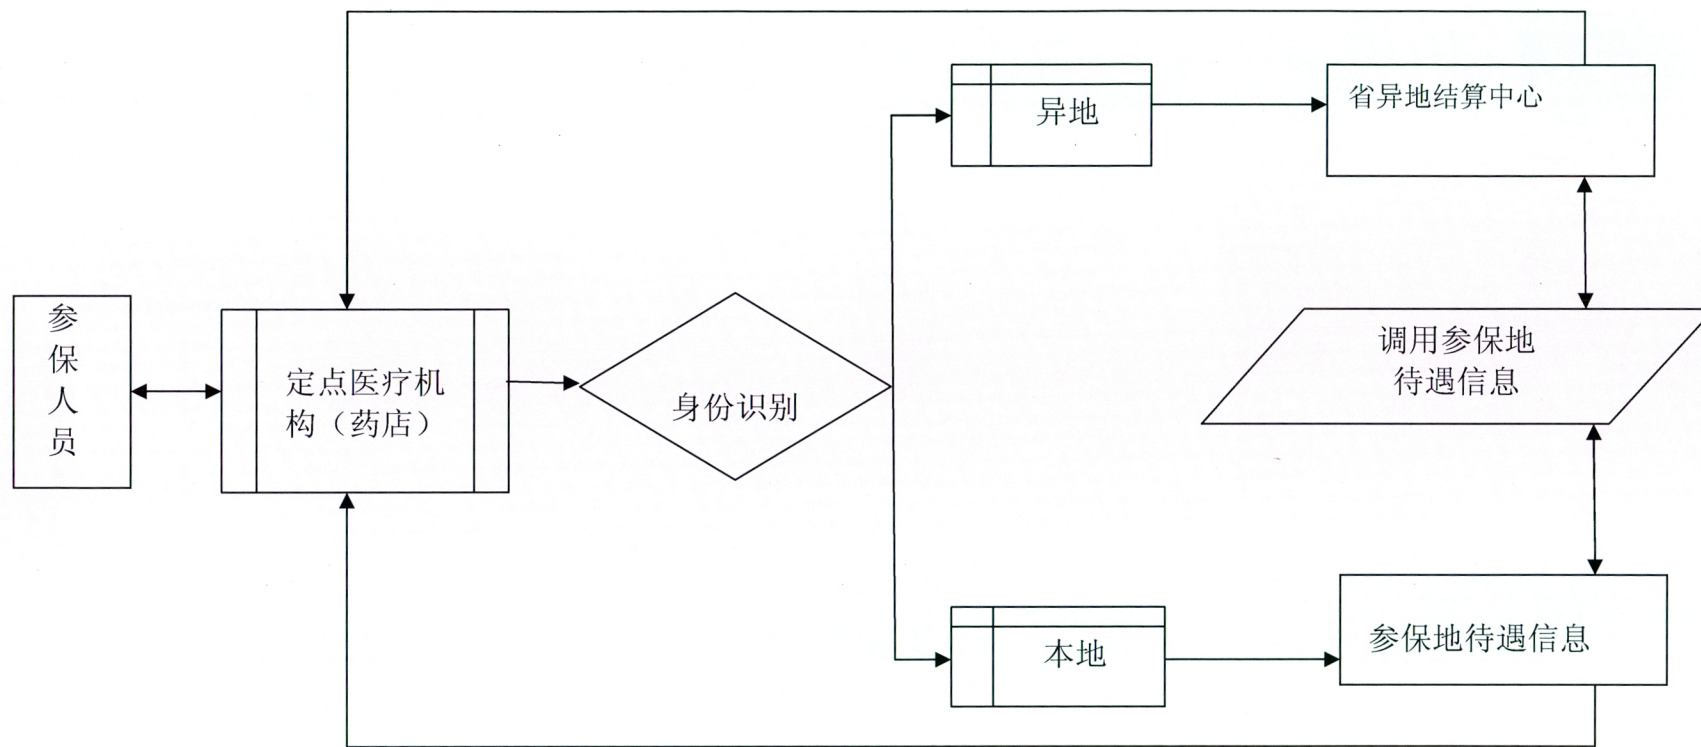 参
保
人
员
定点医疗机
构（药店）
身份识别
异地
省异地结算中心
调用参保地
待遇信息
本地
参保地待遇信息